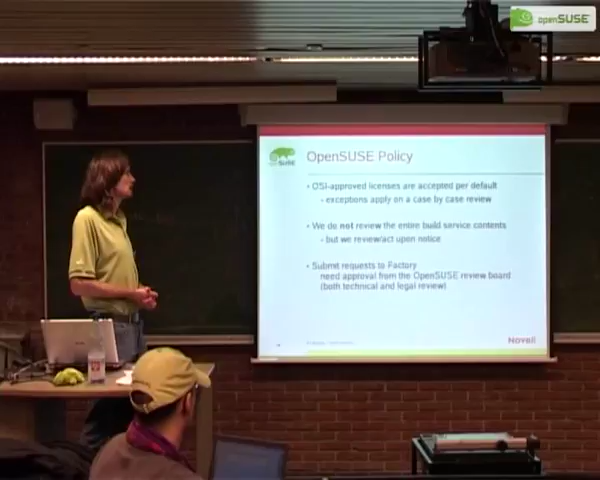 openSUSE
SUSE
OpenSUSE Policy
• OSI-approved licenses are accepted per default
- exceptions apply on a case by case review
• We do not review the entire build service contents
- but we review/act upon notice
• Submit requests to Factory
need approval from the OpenSUSE review board
(both technical and legal review)
Novell